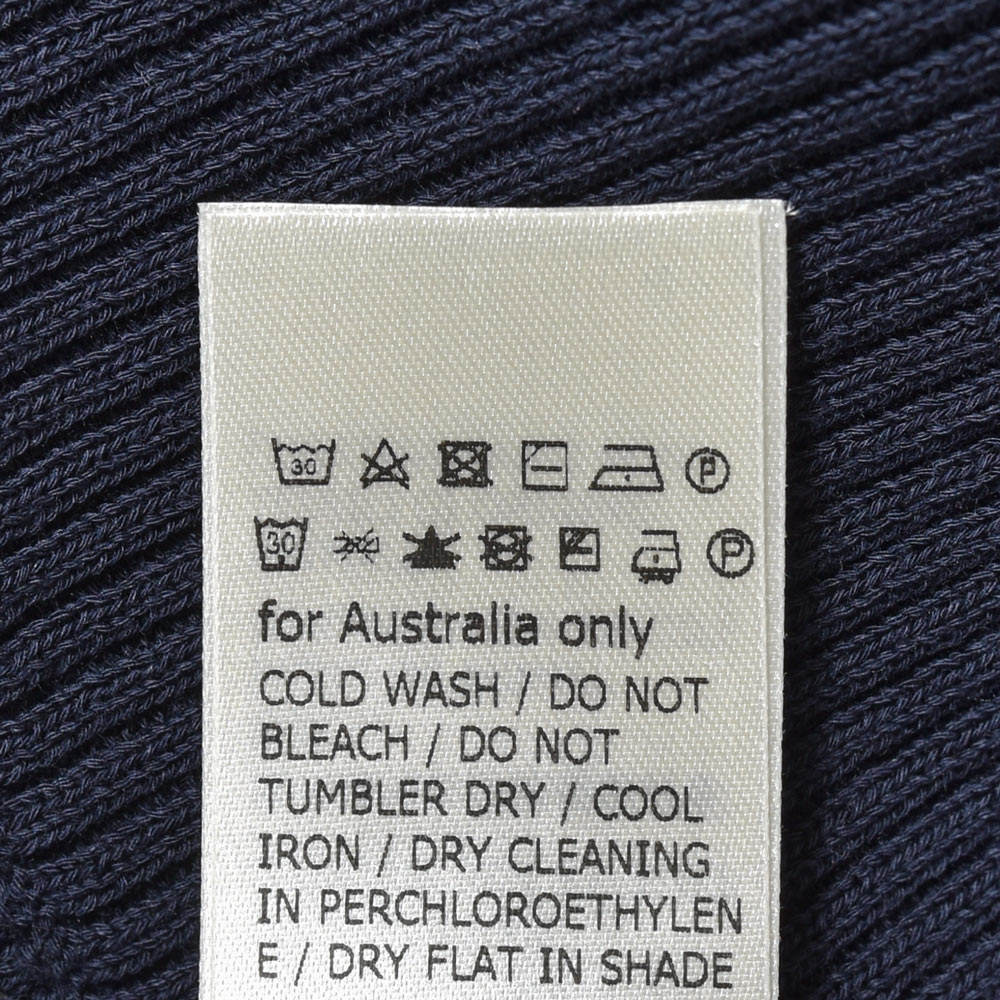 30 P
30 P
for Australia only
COLD WASH / DO NOT
BLEACH / DO NOT
TUMBLER DRY / COOL
IRON / DRY CLEANING
IN PERCHLOROETHYLEN
E / DRY FLAT IN SHADE